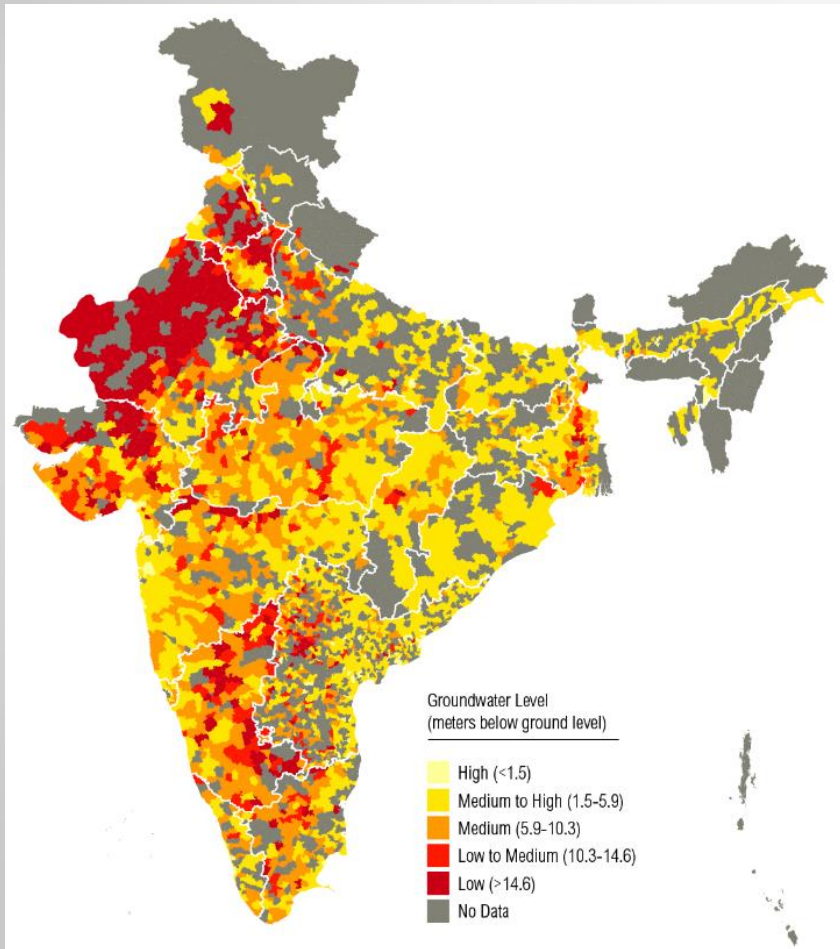 Groundwater Level
(meters below ground level)
High (<1.5)
Medium to High (1.5-5.9)
Medium (5.9-10.3)
Low to Medium (10.3-14.6)
Low (>14.6)
No Data